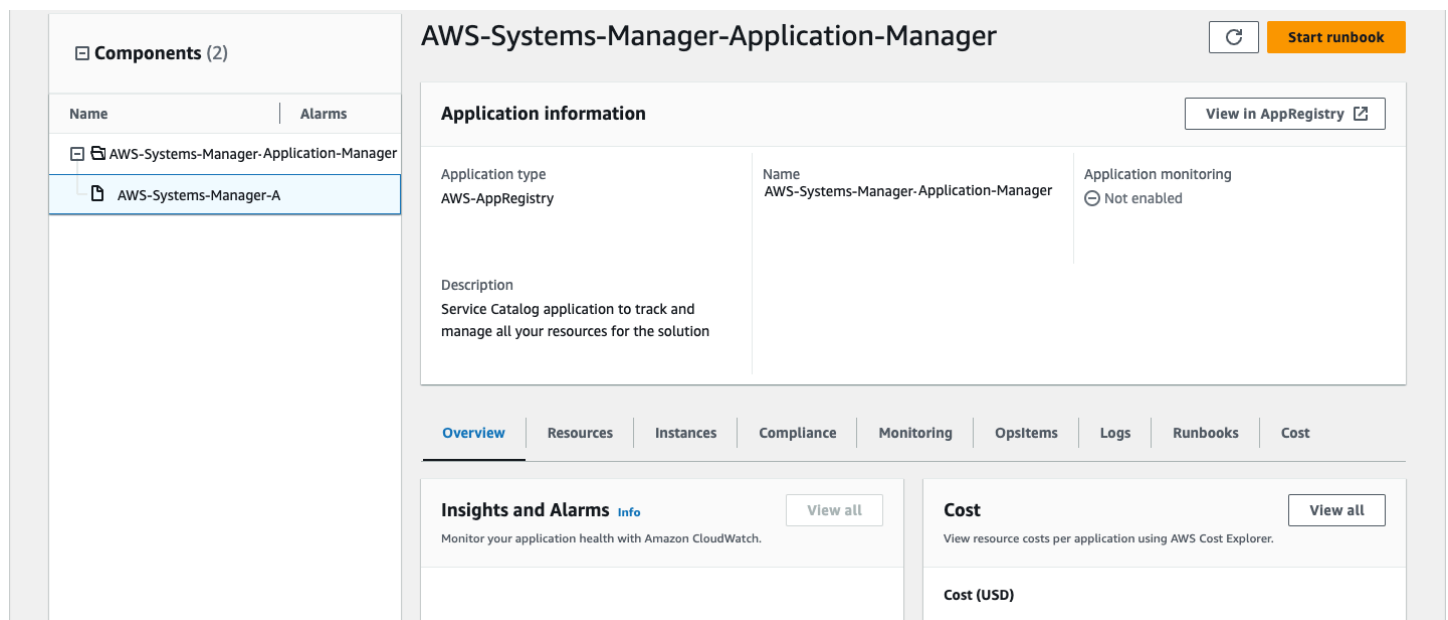 Components (2)
Name
Alarms
AWS-Systems-Manager-Application-Manager
AWS-Systems-Manager-A
AWS-Systems-Manager-Application-Manager
Start runbook
Application information
View in AppRegistry
Application type
AWS-AppRegistry
Name
AWS-Systems-Manager-Application-Manager
Application monitoring
Not enabled
Description
Service Catalog application to track and
manage all your resources for the solution
Overview
Resources
Instances
Compliance
Monitoring
OpsItems
Logs
Runbooks
Cost
Insights and Alarms Info
View all
Monitor your application health with Amazon CloudWatch.
Cost
View all
View resource costs per application using AWS Cost Explorer.
Cost (USD)